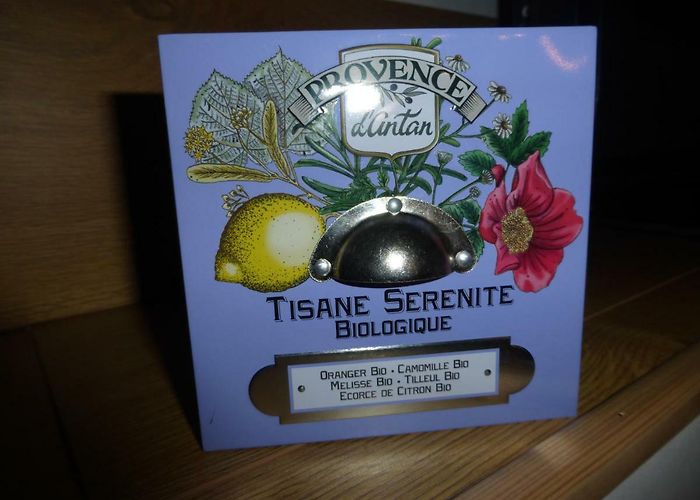 PROVENCE
d'Antan
TISANE SERENITE
BIOLOGIQUE
ORANGER BIO • CAMOMILLE BIO
MELISSE BIO • TILLEUL BIO
ECORCE DE CITRON BIO